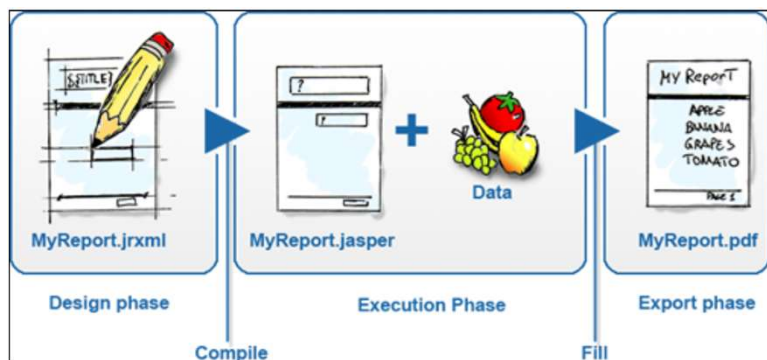 ${TITLE}
MyReport.jrxml
Design phase
Compile
?
?
MyReport.jasper
+
Data
Execution Phase
Fill
MY RePORT
APPLE
BANANA
GRAPES
TOMATO
PAGE 1
MyReport.pdf
Export phase